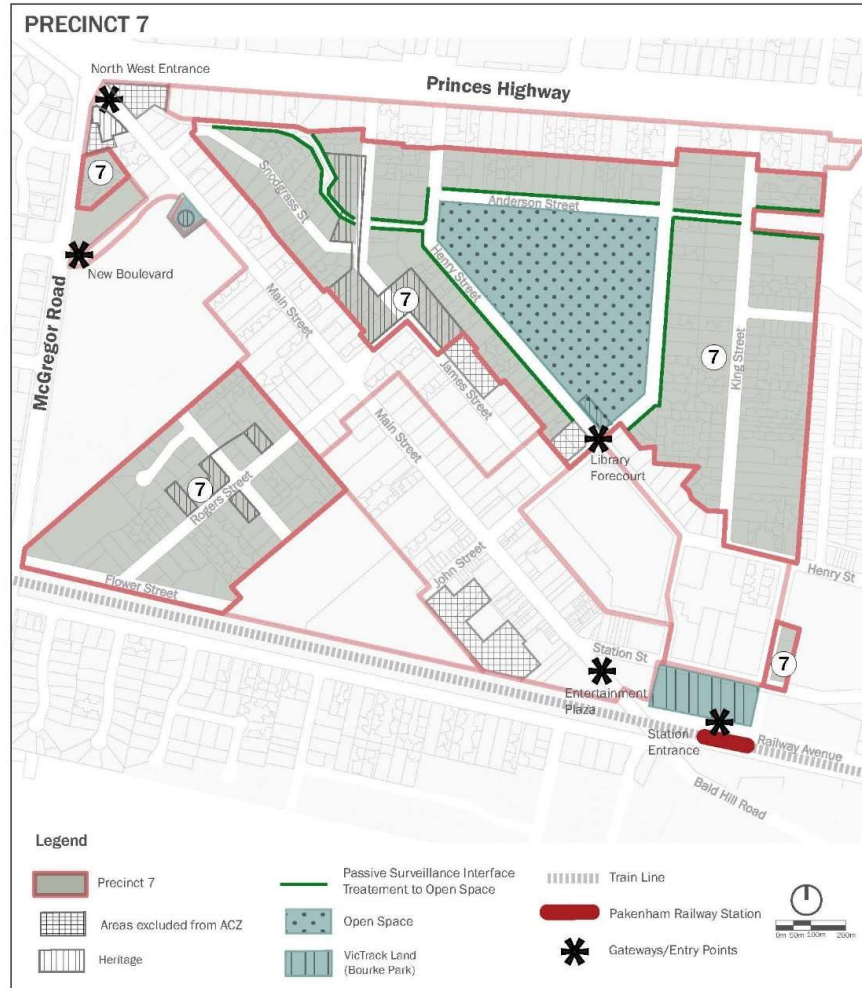 PRECINCT 7
North West Entrance
Princes Highway
7
Snodgrass St
Anderson Street
New Boulevard
Henry Street
McGregor Road
Main Street
7
7
King Street
James Street
Main Street
Library
Forecourt
7
Rogers Street
John Street
Henry St
Flower Street
Station St
7
Entertainment
Plaza
Station
Entrance
Railway Avenue
Bald Hill Road
Legend
Precinct 7
Areas excluded from ACZ
Heritage
Passive Surveillance Interface
Treatement to Open Space
Open Space
VicTrack Land
(Bourke Park)
Train Line
Pakenham Railway Station
Gateways/Entry Points
0m 50m 100m 200m